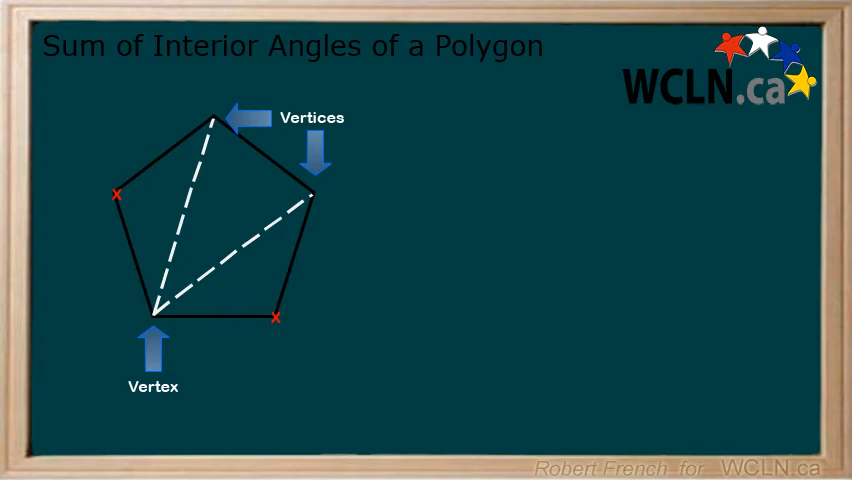 Sum of Interior Angles of a Polygon
WCLN.ca
Vertices
x
x
Vertex
Robert French for WCLN.ca